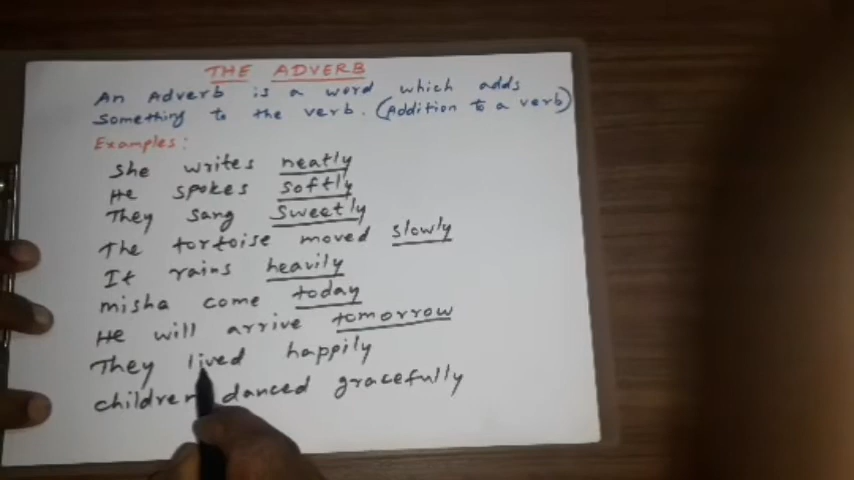 THE ADVERB
An Adverb is a word which adds
something to the verb. (Addition to a verb)
Examples:
She writes neatly
He spokes softly
They sang sweetly
The tortoise moved slowly
It rains heavily
misha come today
He will arrive tomorrow
They lived happily
children danced gracefully